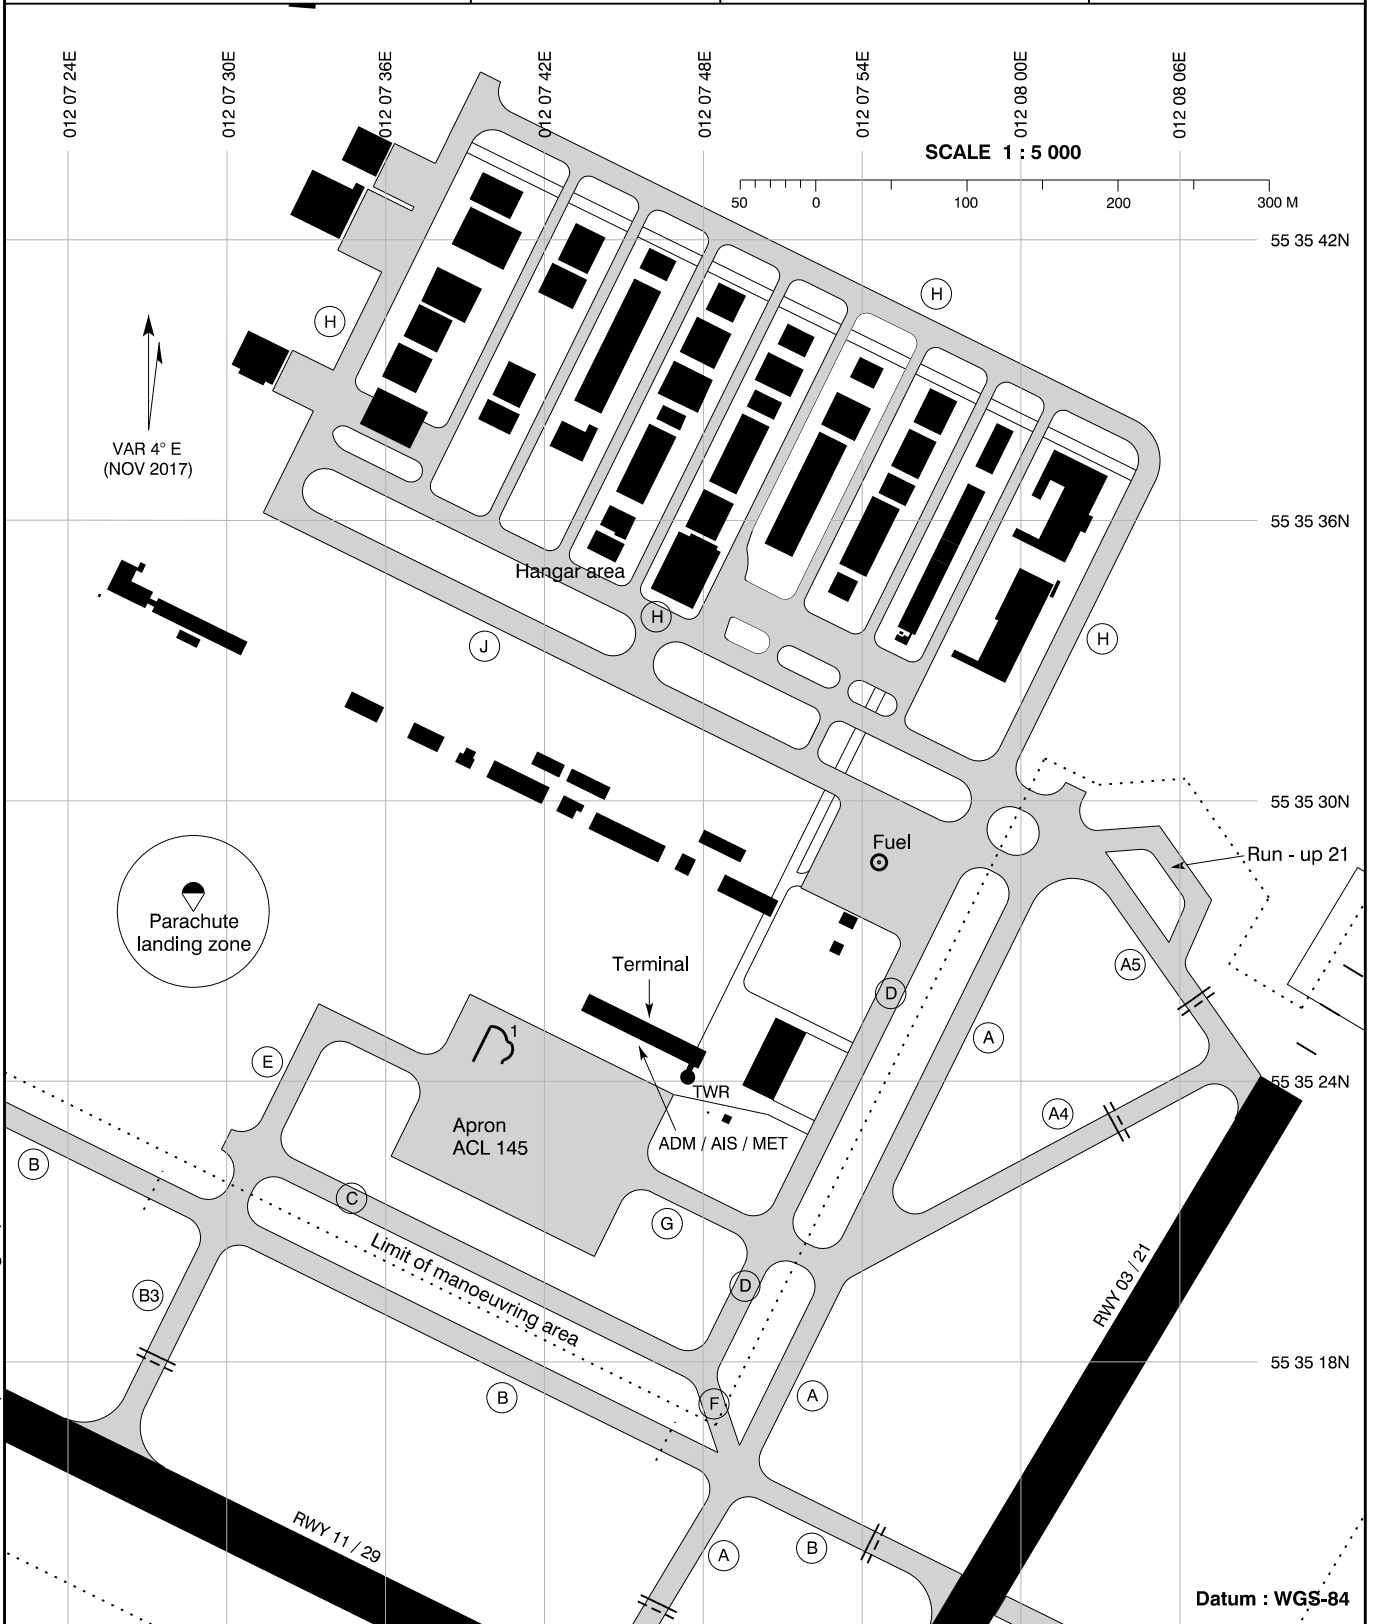 012 07 24E
012 07 30E
012 07 36E
012 07 42E
012 07 48E
012 07 54E
012 08 00E
012 08 06E
SCALE 1 : 5 000
50 0 100 200 300 M
55 35 42N
H
H
VAR 4° E
(NOV 2017)
55 35 36N
Hangar area
H
H
J
55 35 30N
Fuel
Run - up 21
Parachute
landing zone
Terminal
A5
D
A
E
1
55 35 24N
TWR
A4
Apron
ACL 145
ADM / AIS / MET
B
C
G
Limit of manoeuvring area
D
B3
RWY 03 / 21
55 35 18N
B
F
A
RWY 11 / 29
A
B
Datum : WGS-84